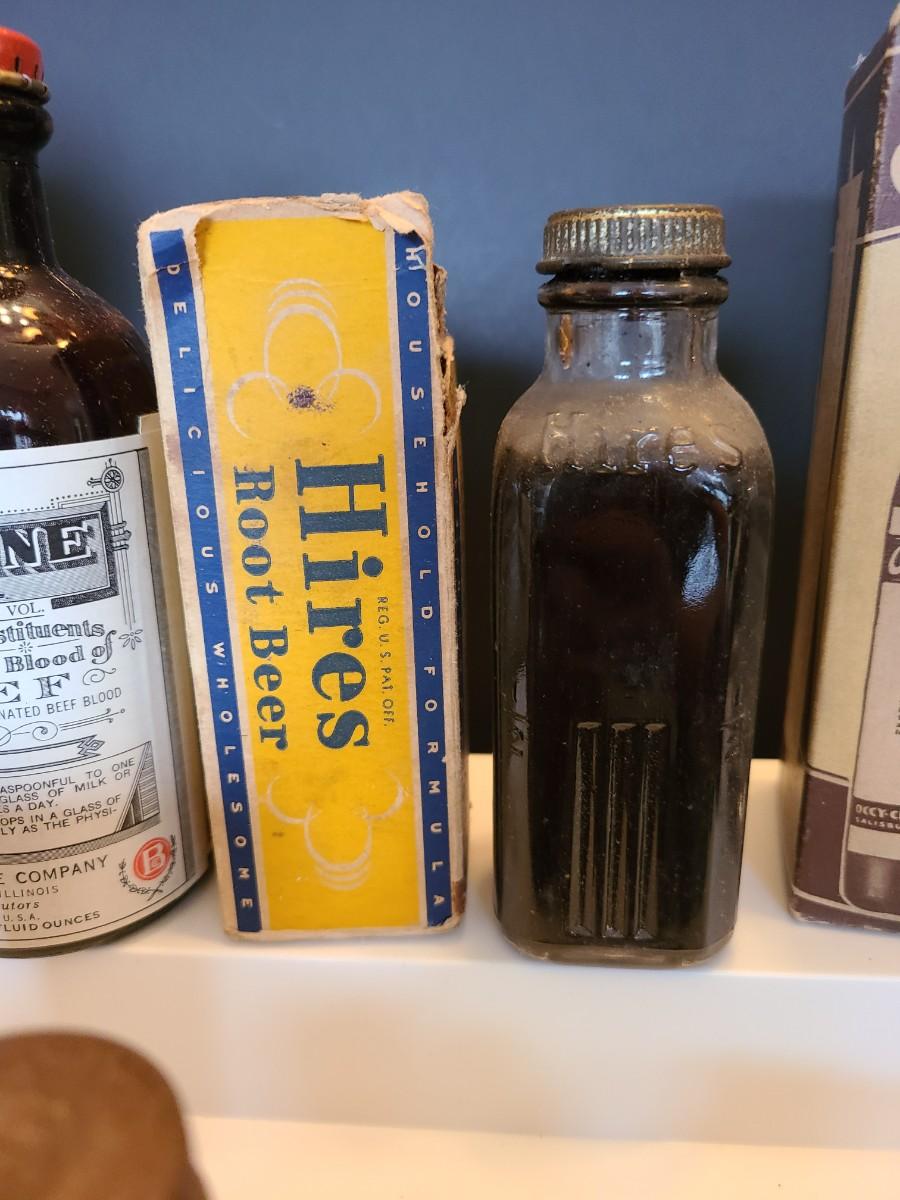 NE
VOL.
stituents
Blood of
EF
NATED BEEF BLOOD
ASPOONFUL TO ONE
GLASS OF MILK OR
S A DAY.
OPS IN A GLASS OF
LY AS THE PHYSI-
E COMPANY
ILLINOIS
utors
U.S.A.
FLUID OUNCES
B
DELICIOUS WHOLESOME
Hires
REG. U.S. PAT. OFF.
Root Beer
HOUSEHOLD FORMULA
Hires
OCCY-C
SALISBU